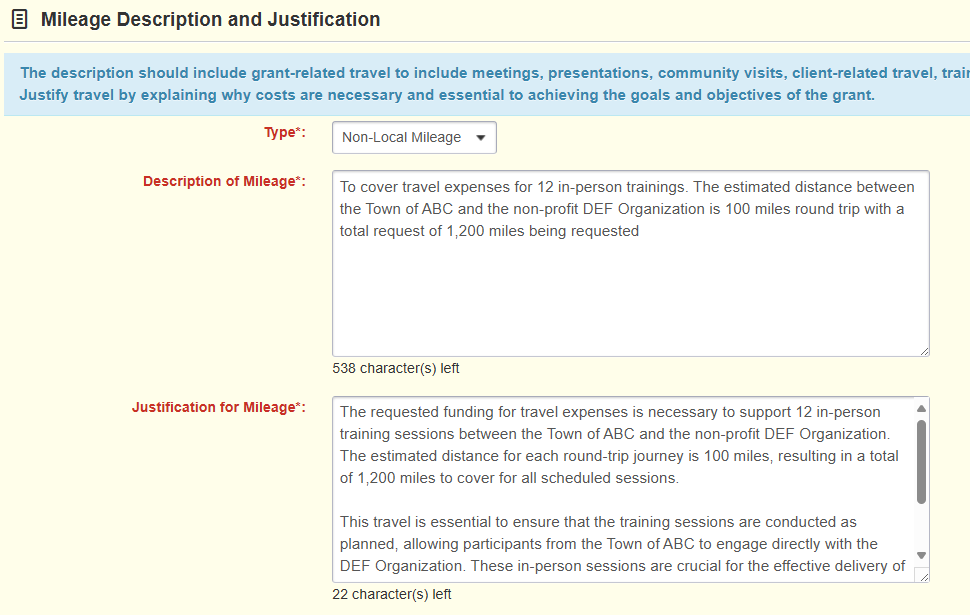 Mileage Description and Justification
The description should include grant-related travel to include meetings, presentations, community visits, client-related travel,
Justify travel by explaining why costs are necessary and essential to achieving the goals and objectives of the grant.
Type*:
Non-Local Mileage
Description of Mileage*:
To cover travel expenses for 12 in-person trainings. The estimated distance between
the Town of ABC and the non-profit DEF Organization is 100 miles round trip with a
total request of 1,200 miles being requested
538 character(s) left
Justification for Mileage*:
The requested funding for travel expenses is necessary to support 12 in-person
training sessions between the Town of ABC and the non-profit DEF Organization.
The estimated distance for each round-trip journey is 100 miles, resulting in a total
of 1,200 miles to cover for all scheduled sessions.
This travel is essential to ensure that the training sessions are conducted as
planned, allowing participants from the Town of ABC to engage directly with the
DEF Organization. These in-person sessions are crucial for the effective delivery of
22 character(s) left